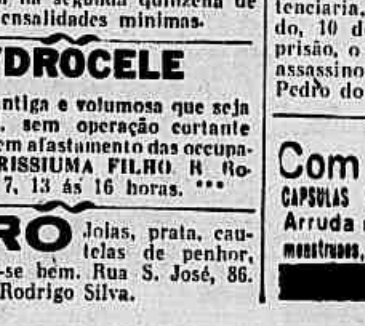 na segunda quinzena de
ensalidades minimas.
DROCELE
antiga e volumosa que seja
, sem operação cortante
em afastamento das occupa-
RISSIUMA FILHO R Ro-
7, 13 ás 16 horas. ***
RO Joias, prata, cau-
telas de penhor,
-se bem. Rua S. José, 86.
Rodrigo Silva.
tenciaria.
do, 10 d
prisão, o
assassino
Pedro do
Com
CAPSULAS
Arruda
menstruaes,